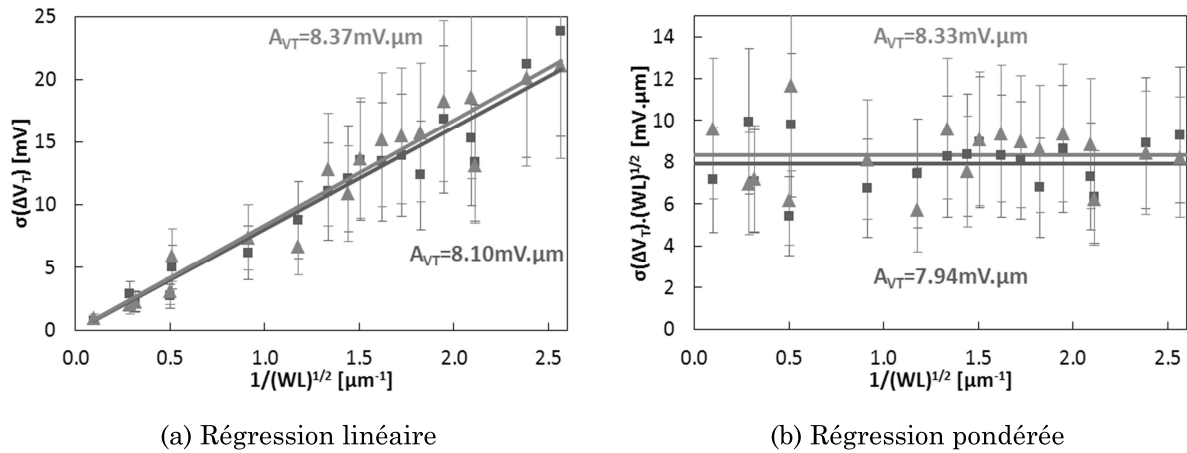 25
20
15
10
5
0
σ(ΔV_T) [mV]
A_VT=8.37mV.µm
A_VT=8.10mV.µm
0.0 0.5 1.0 1.5 2.0 2.5
1/(WL)^1/2 [µm^-1]
(a) Régression linéaire
14
12
10
8
6
4
2
0
σ(ΔV_T).(WL)^1/2 [mV.µm]
A_VT=8.33mV.µm
A_VT=7.94mV.µm
0.0 0.5 1.0 1.5 2.0 2.5
1/(WL)^1/2 [µm^-1]
(b) Régression pondérée